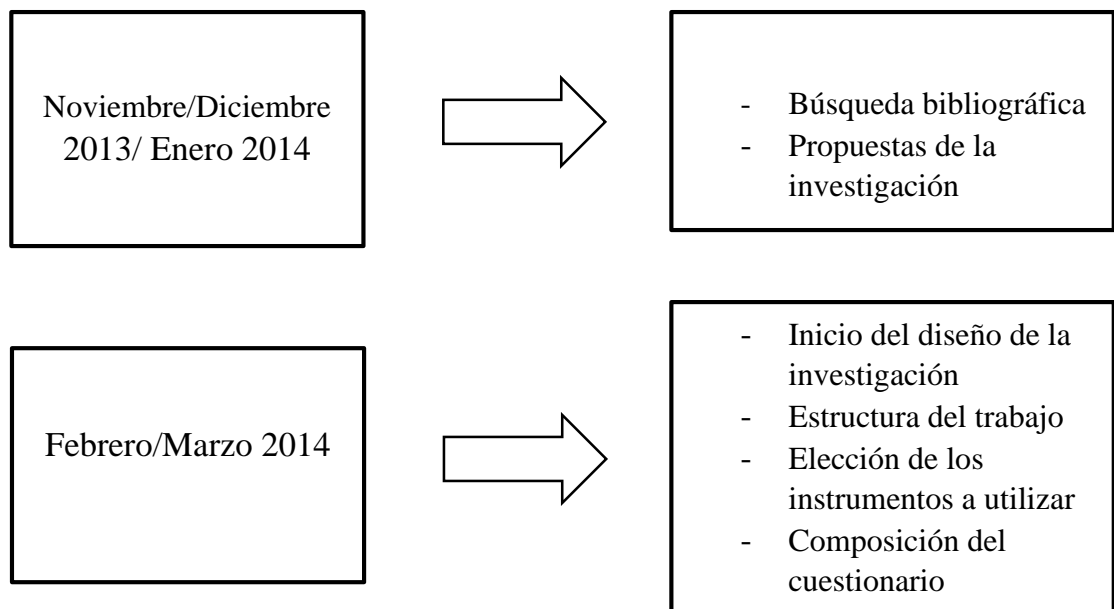 Noviembre/Diciembre
2013/ Enero 2014
- Búsqueda bibliográfica
- Propuestas de la
investigación
Febrero/Marzo 2014
- Inicio del diseño de la
investigación
- Estructura del trabajo
- Elección de los
instrumentos a utilizar
- Composición del
cuestionario